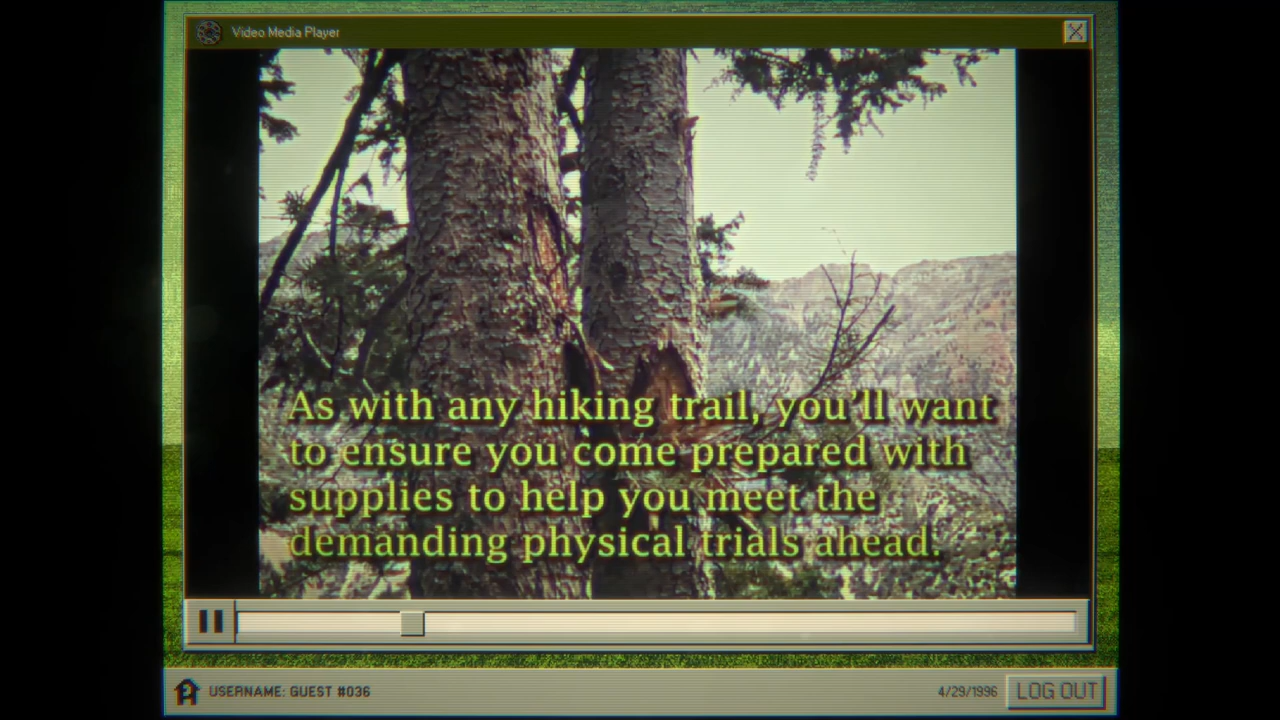 Video Media Player
As with any hiking trail, you'll want
to ensure you come prepared with
supplies to help you meet the
demanding physical trials ahead.
USERNAME: GUEST #036
4/29/1996
LOG OUT